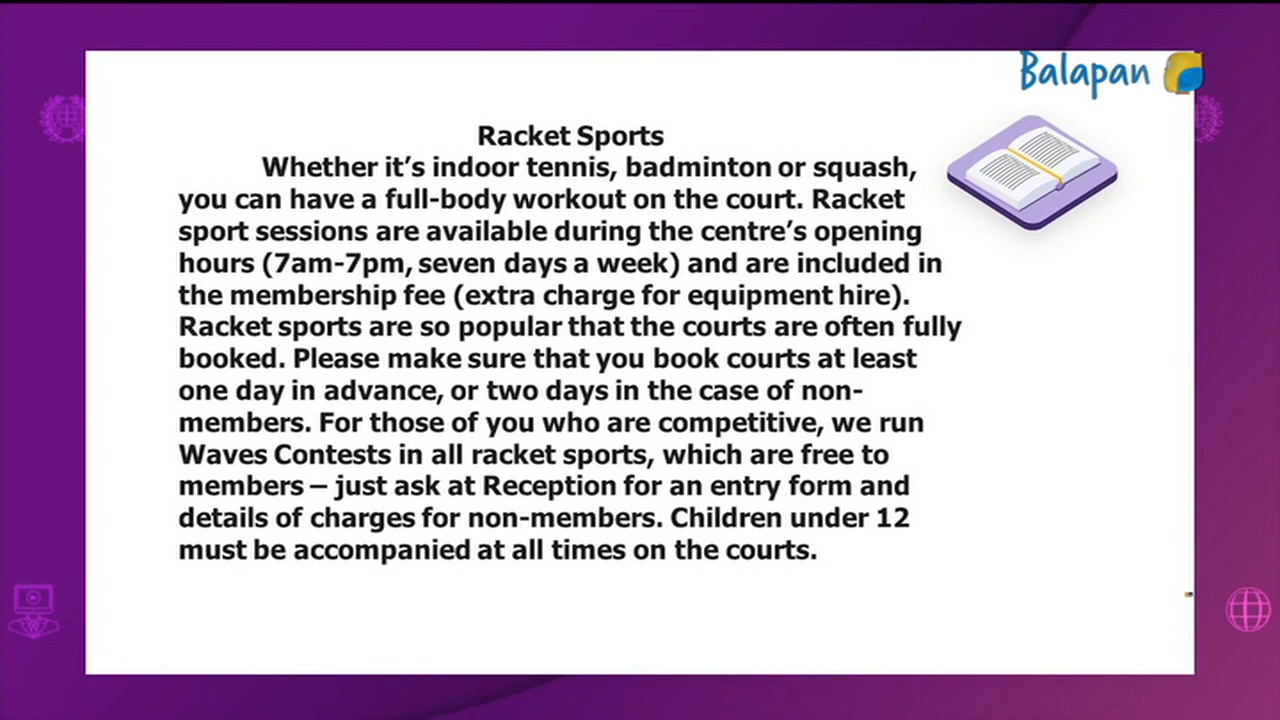 Balapan
Racket Sports
Whether it’s indoor tennis, badminton or squash,
you can have a full-body workout on the court. Racket
sport sessions are available during the centre’s opening
hours (7am-7pm, seven days a week) and are included in
the membership fee (extra charge for equipment hire).
Racket sports are so popular that the courts are often fully
booked. Please make sure that you book courts at least
one day in advance, or two days in the case of non-
members. For those of you who are competitive, we run
Waves Contests in all racket sports, which are free to
members – just ask at Reception for an entry form and
details of charges for non-members. Children under 12
must be accompanied at all times on the courts.